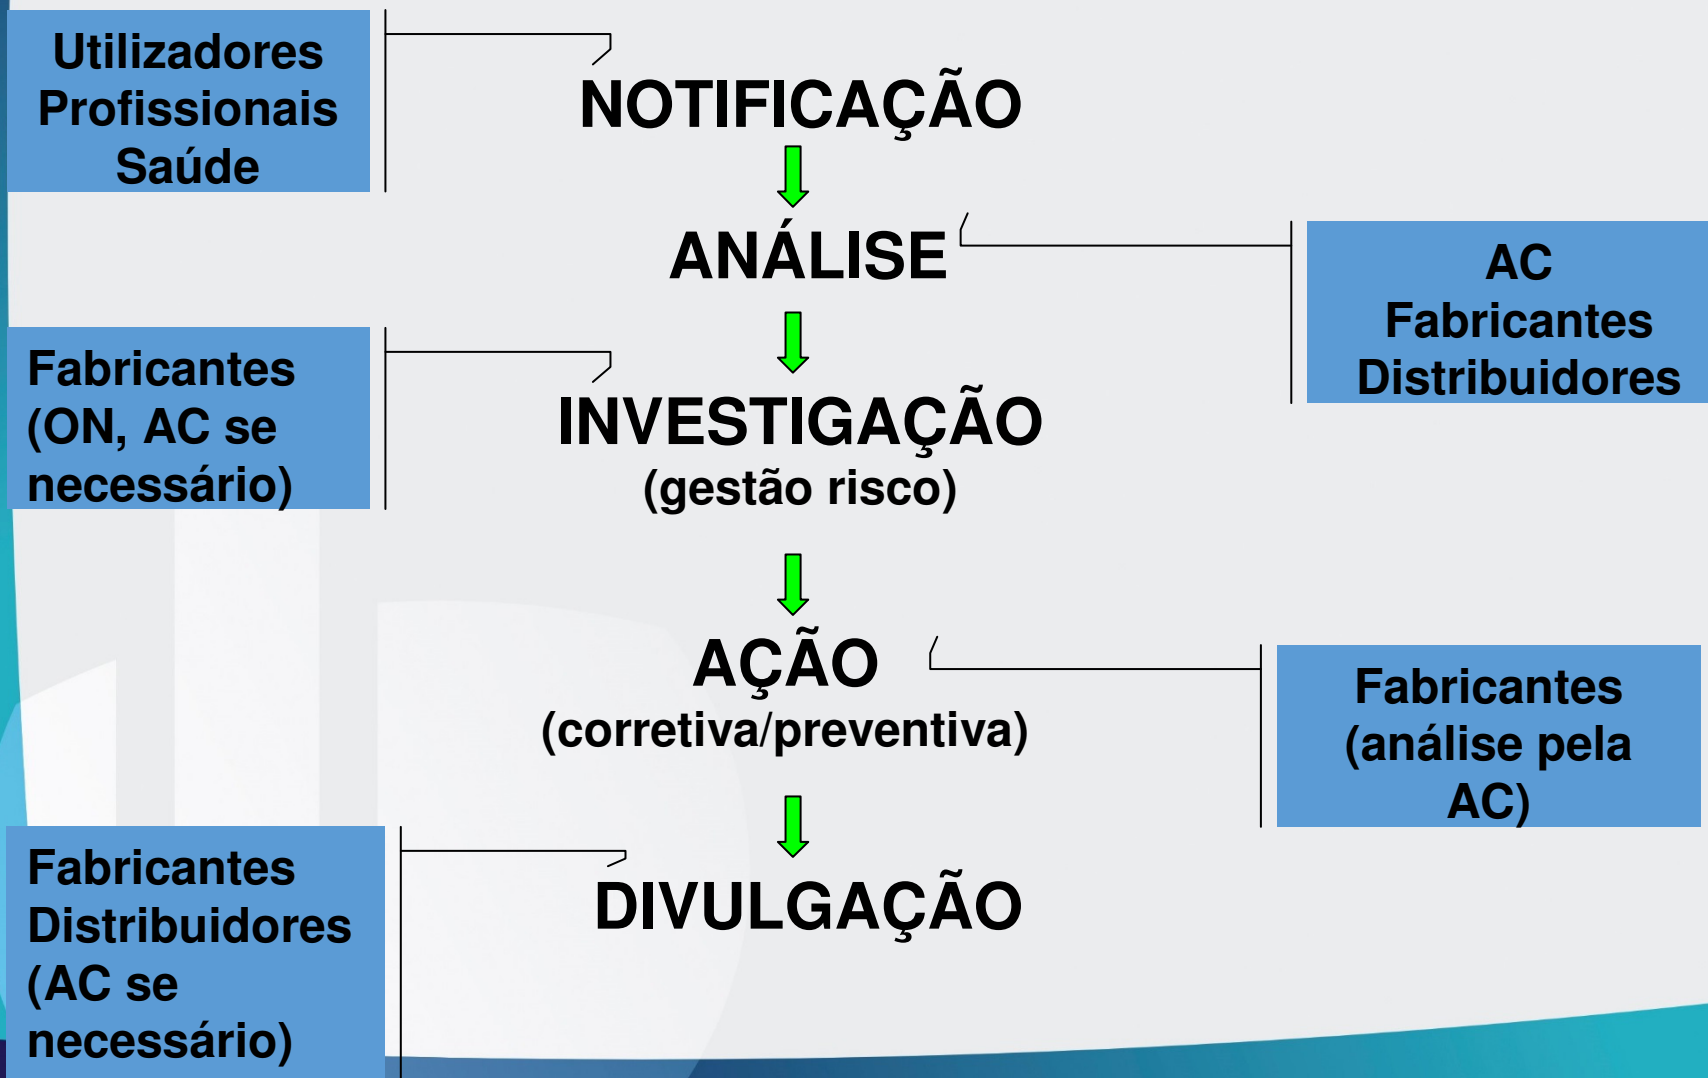 Utilizadores
Profissionais
Saúde
NOTIFICAÇÃO
ANÁLISE
AC
Fabricantes
Distribuidores
Fabricantes
(ON, AC se
necessário)
INVESTIGAÇÃO
(gestão risco)
AÇÃO
(corretiva/preventiva)
Fabricantes
(análise pela
AC)
Fabricantes
Distribuidores
(AC se
necessário)
DIVULGAÇÃO